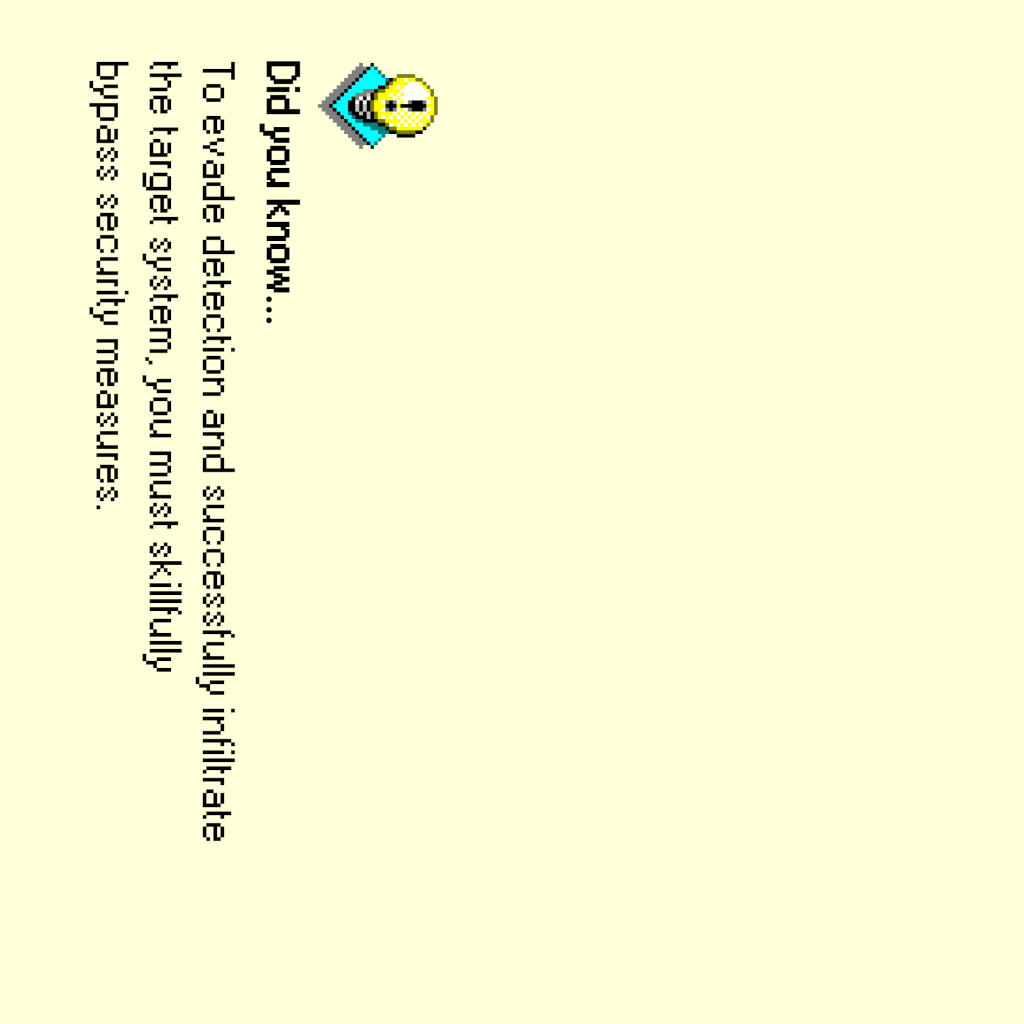 Did you know...
To evade detection and successfully infiltrate
the target system, you must skillfully
bypass security measures.